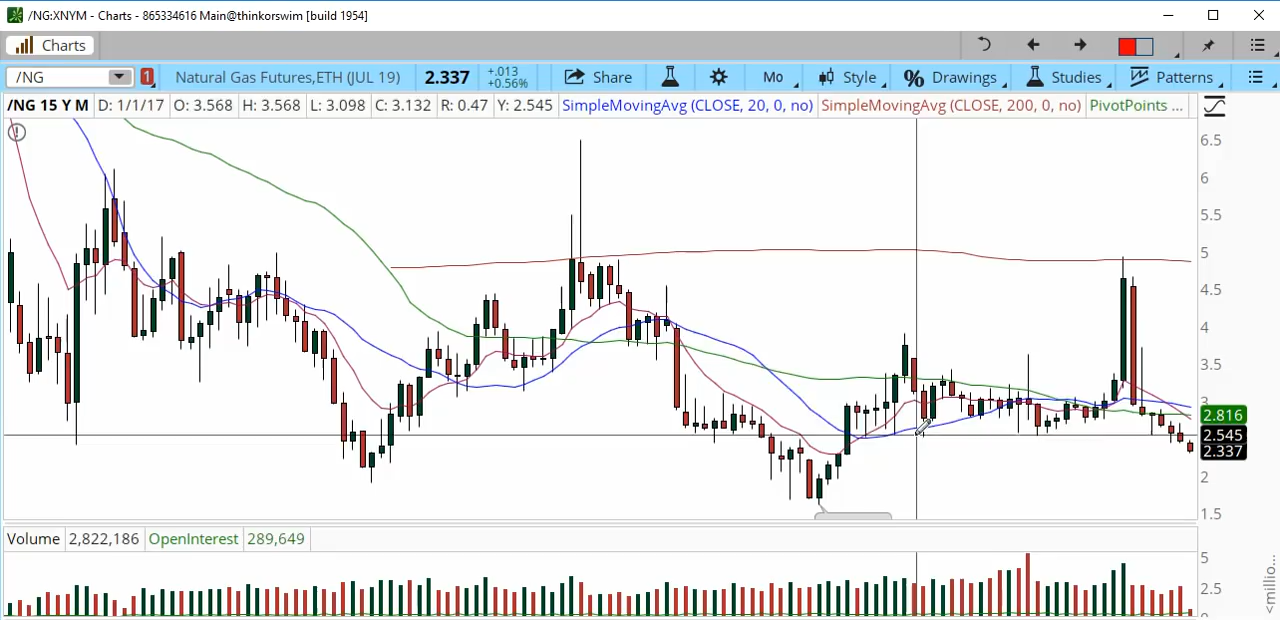 /NG:XNYM - Charts - 865334616 Main@thinkorswim [build 1954]
Charts
/NG 1 Natural Gas Futures,ETH (JUL 19) 2.337 +.013 +0.56% Share Mo Style Drawings Studies Patterns
/NG 15 Y M D: 1/1/17 O: 3.568 H: 3.568 L: 3.098 C: 3.132 R: 0.47 Y: 2.545 SimpleMovingAvg (CLOSE, 20, 0, no) SimpleMovingAvg (CLOSE, 200, 0, no) PivotPoints ...
6.5
6
5.5
5
4.5
4
3.5
3
2.816
2.545
2.337
2
1.5
Volume 2,822,186 OpenInterest 289,649
5
2.5
0
<millio...